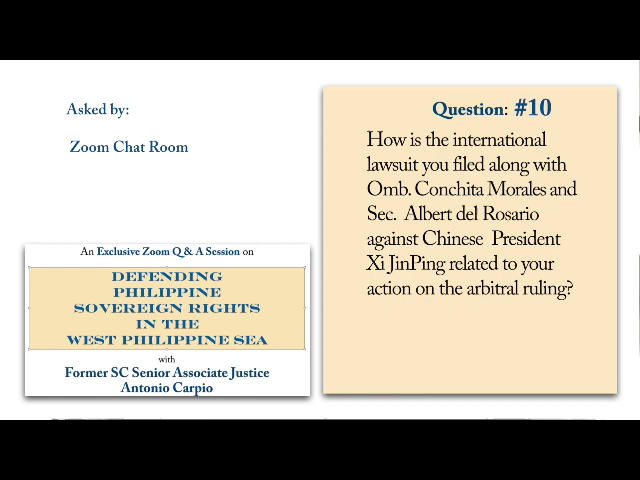 Asked by:
Zoom Chat Room
Question: #10
How is the international
lawsuit you filed along with
Omb. Conchita Morales and
Sec. Albert del Rosario
against Chinese President
Xi JinPing related to your
action on the arbitral ruling?
An Exclusive Zoom Q & A Session on
DEFENDING
PHILIPPINE
SOVEREIGN RIGHTS
IN THE
WEST PHILIPPINE SEA
with
Former SC Senior Associate Justice
Antonio Carpio